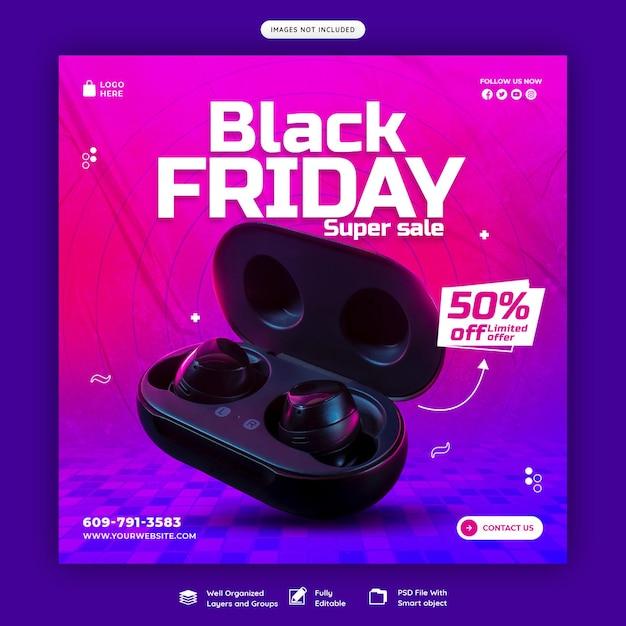 IMAGES NOT INCLUDED
LOGO
HERE
FOLLOW US NOW
Black
FRIDAY
Super sale
50%
off Limited
offer
L R
609-791-3583
WWW.YOURWEBSITE.COM
CONTACT US
Well Organized
Layers and Groups
Fully
Editable
PSD File With
Smart object